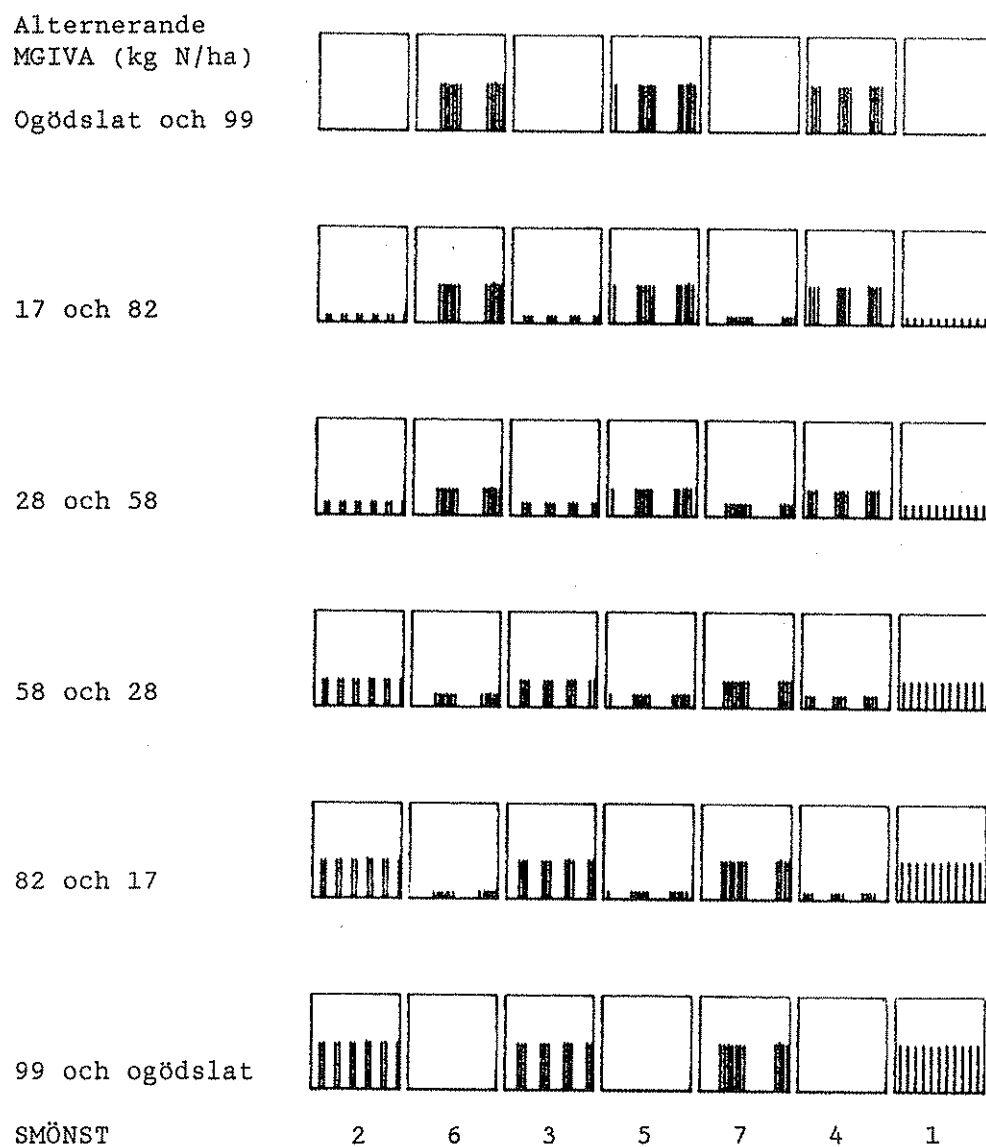 Alternerande
MGIVA (kg N/ha)
Ogödslat och 99
17 och 82
28 och 58
58 och 28
82 och 17
99 och ogödslat
SMÖNST 2 6 3 5 7 4 1